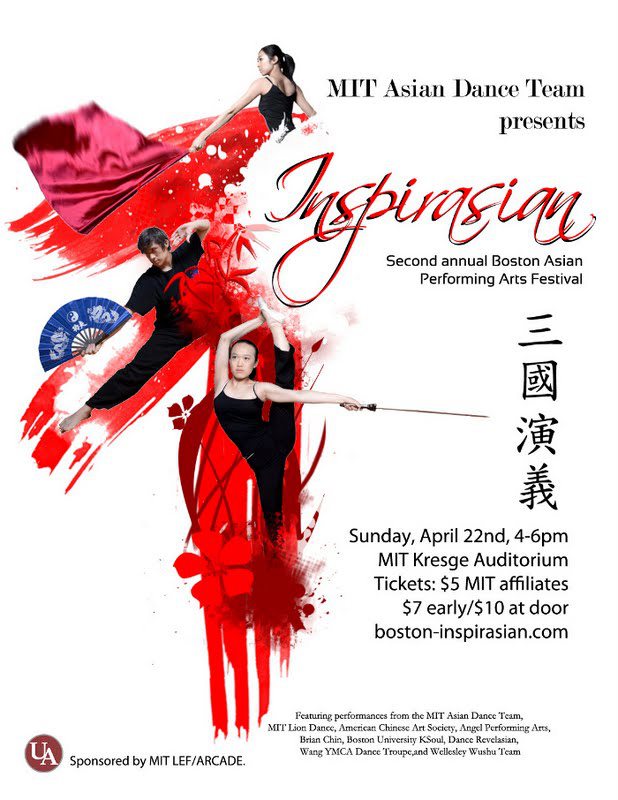 MIT Asian Dance Team
presents
Inspirasian
Second annual Boston Asian
Performing Arts Festival
三國演義
Sunday, April 22nd, 4-6pm
MIT Kresge Auditorium
Tickets: $5 MIT affiliates
$7 early/$10 at door
boston-inspirasian.com
Featuring performances from the MIT Asian Dance Team,
MIT Lion Dance, American Chinese Art Society, Angel Performing Arts,
Brian Chin, Boston University KSoul, Dance Revelasian,
Wang YMCA Dance Troupe,and Wellesley Wushu Team
UA
Sponsored by MIT LEF/ARCADE.